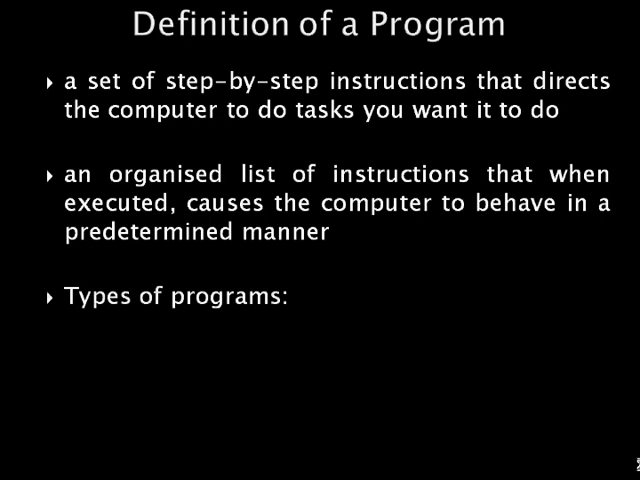 Definition of a Program
a set of step-by-step instructions that directs
the computer to do tasks you want it to do
an organised list of instructions that when
executed, causes the computer to behave in a
predetermined manner
Types of programs: